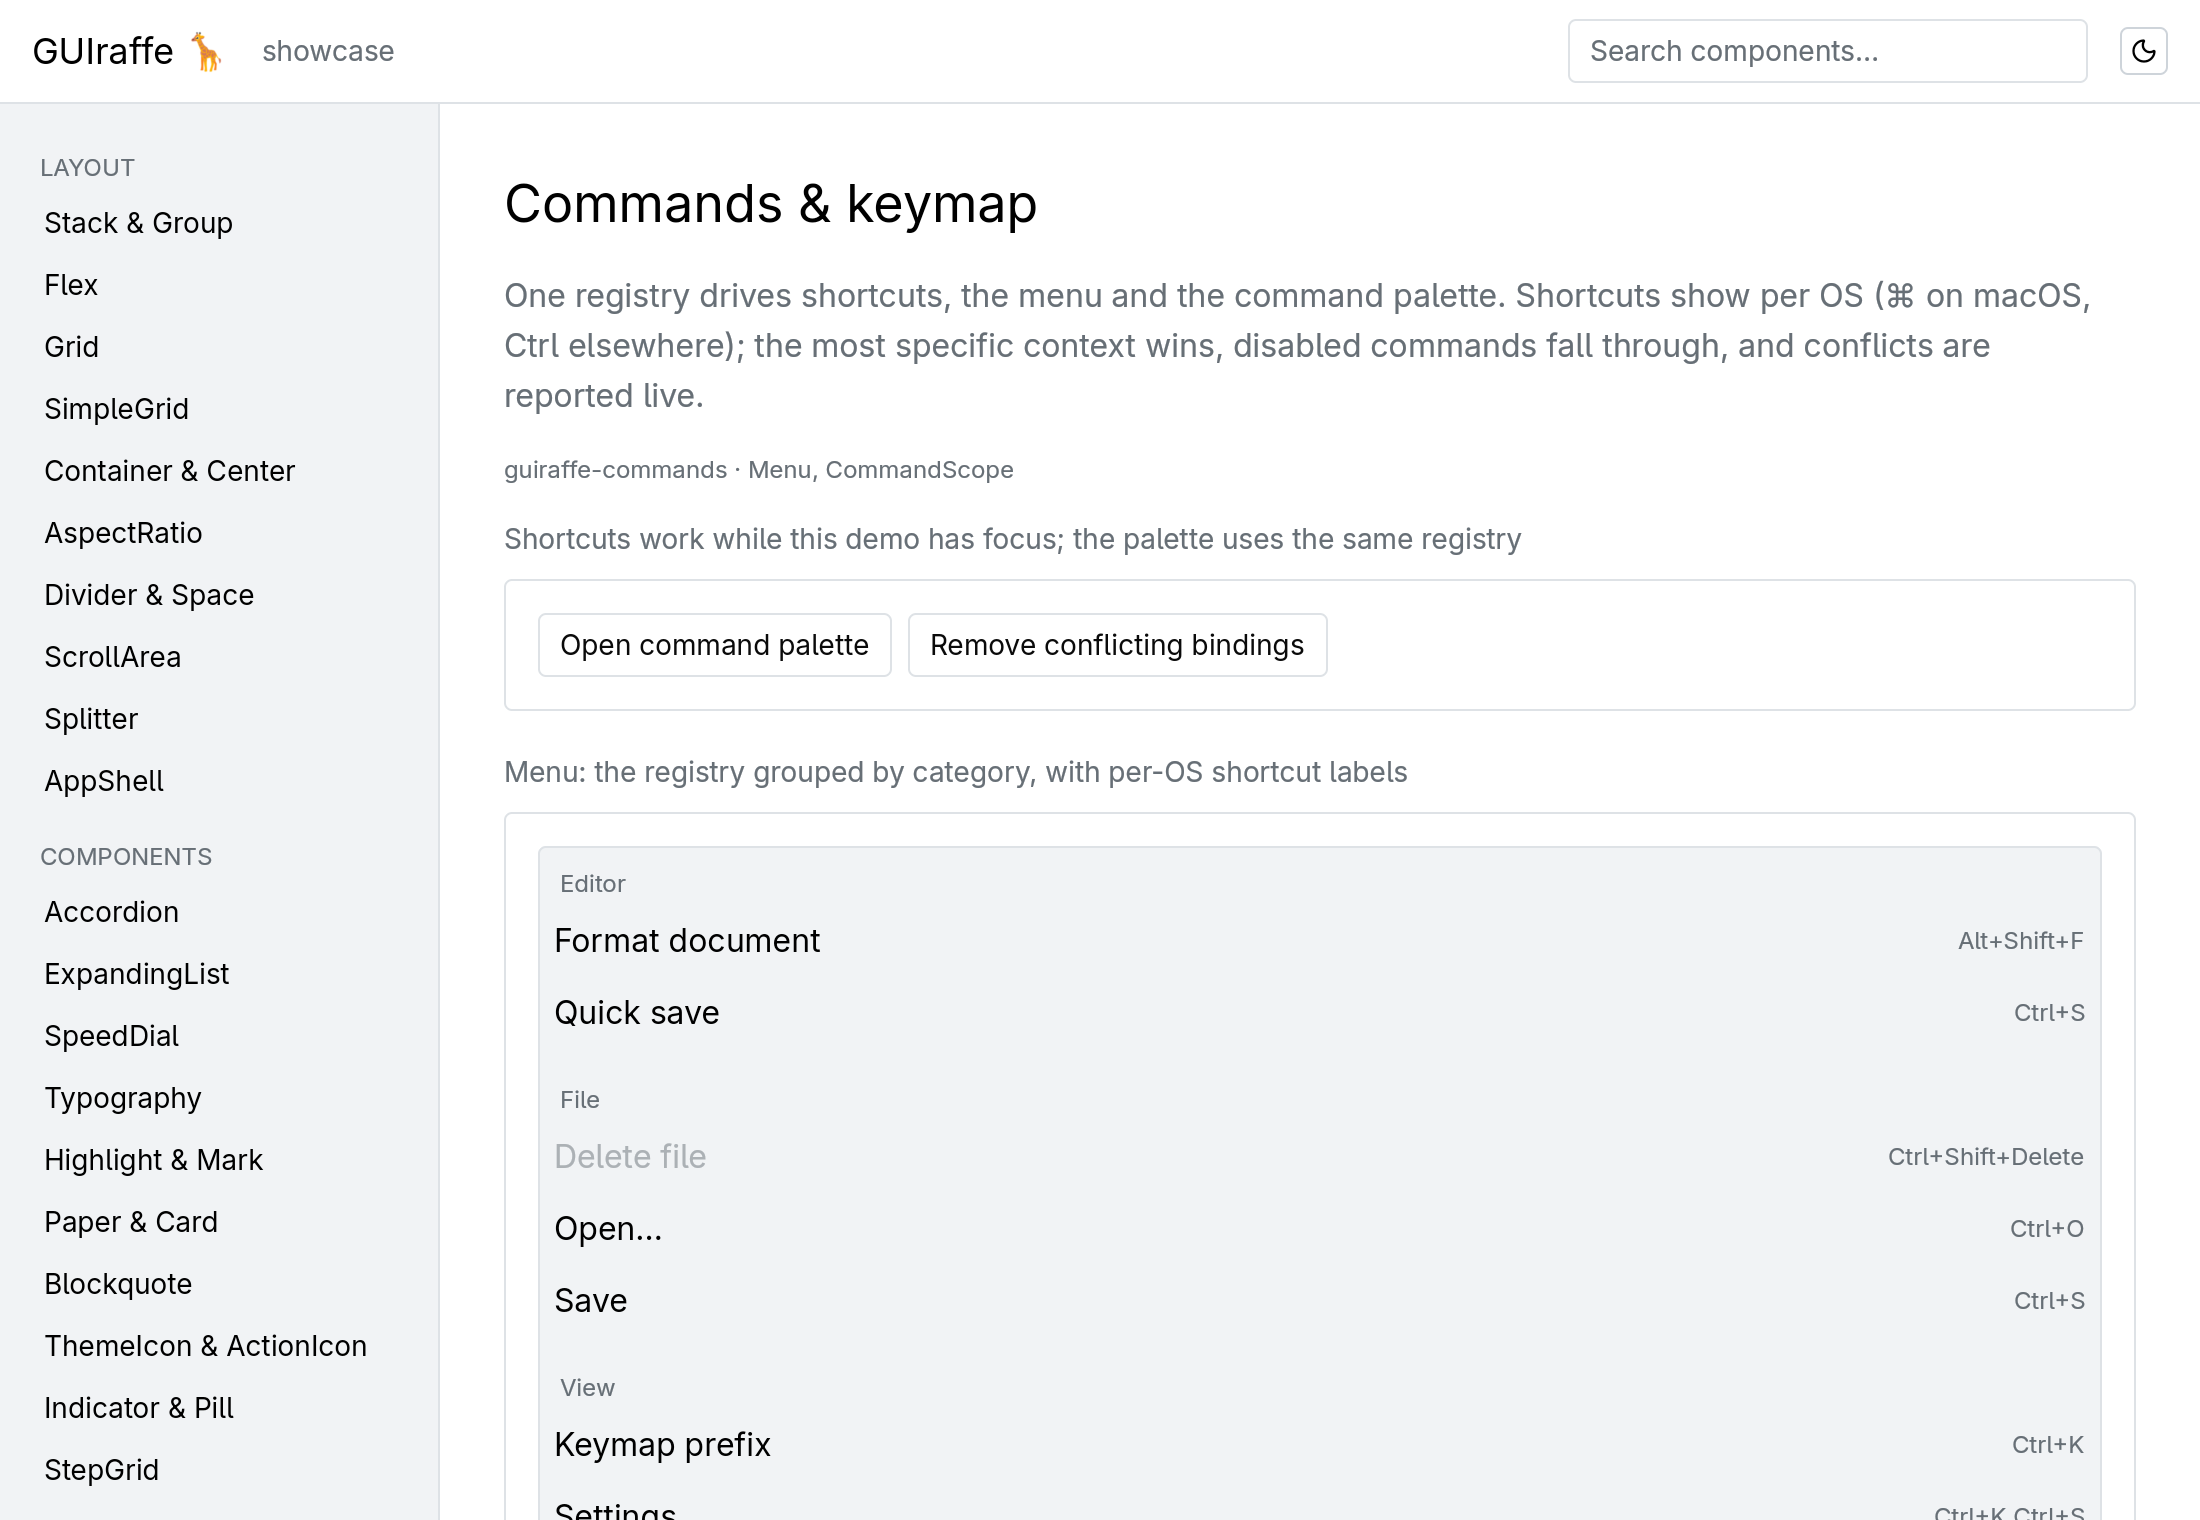 GUIraffe 🦒 showcase Search components...
LAYOUT
Stack & Group
Flex
Grid
SimpleGrid
Container & Center
AspectRatio
Divider & Space
ScrollArea
Splitter
AppShell
COMPONENTS
Accordion
ExpandingList
SpeedDial
Typography
Highlight & Mark
Paper & Card
Blockquote
ThemeIcon & ActionIcon
Indicator & Pill
StepGrid
Commands & keymap
One registry drives shortcuts, the menu and the command palette. Shortcuts show per OS (⌘ on macOS,
Ctrl elsewhere); the most specific context wins, disabled commands fall through, and conflicts are
reported live.
guiraffe-commands · Menu, CommandScope
Shortcuts work while this demo has focus; the palette uses the same registry
Open command palette Remove conflicting bindings
Menu: the registry grouped by category, with per-OS shortcut labels
Editor
Format document Alt+Shift+F
Quick save Ctrl+S
File
Delete file Ctrl+Shift+Delete
Open... Ctrl+O
Save Ctrl+S
View
Keymap prefix Ctrl+K
Settings Ctrl+K Ctrl+S